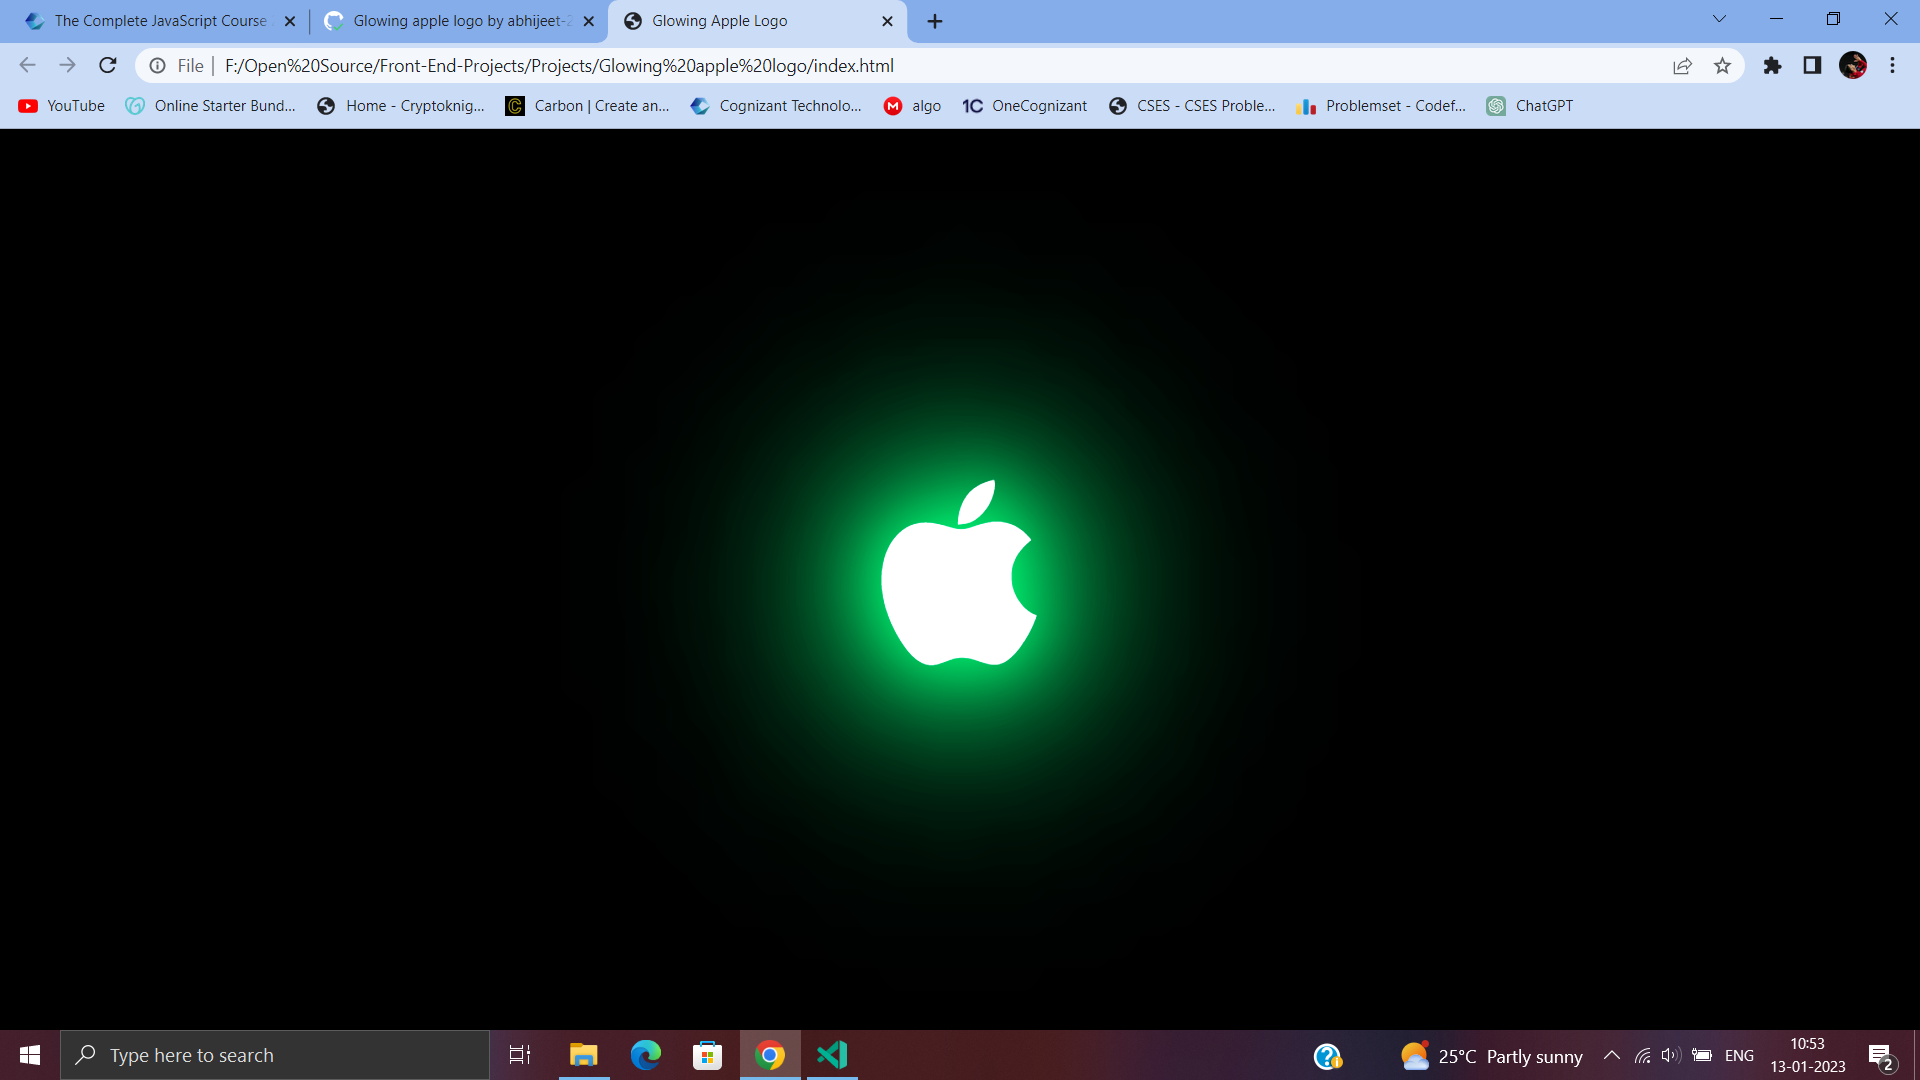 The Complete JavaScript Course
Glowing apple logo by abhijeet-2
Glowing Apple Logo
File
F:/Open%20Source/Front-End-Projects/Projects/Glowing%20apple%20logo/index.html
YouTube
Online Starter Bund...
Home - Cryptoknig...
Carbon | Create an...
Cognizant Technolo...
M
algo
1C
OneCognizant
CSES - CSES Proble...
Problemset - Codef...
ChatGPT
Type here to search
25°C Partly sunny
ENG
10:53
13-01-2023
2